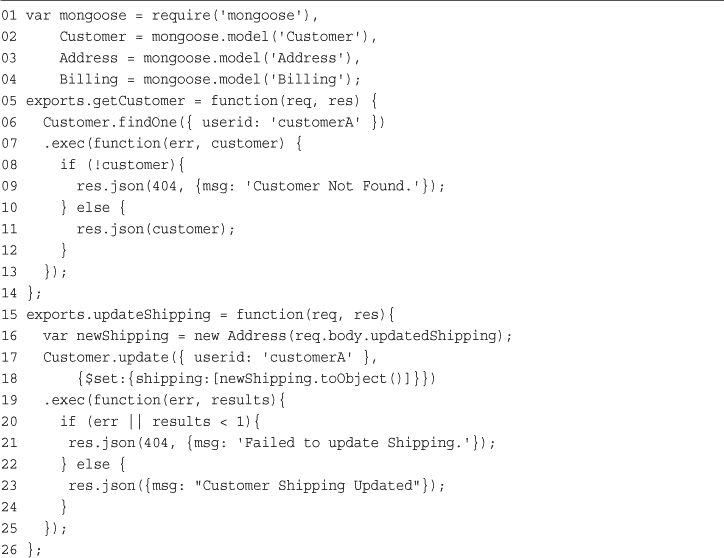 01 var mongoose = require('mongoose'),
02     Customer = mongoose.model('Customer'),
03     Address = mongoose.model('Address'),
04     Billing = mongoose.model('Billing');
05 exports.getCustomer = function(req, res) {
06   Customer.findOne({ userid: 'customerA' })
07   .exec(function(err, customer) {
08     if (!customer){
09       res.json(404, {msg: 'Customer Not Found.'});
10     } else {
11       res.json(customer);
12     }
13   });
14 };
15 exports.updateShipping = function(req, res){
16   var newShipping = new Address(req.body.updatedShipping);
17   Customer.update({ userid: 'customerA' },
18       {$set:{shipping:[newShipping.toObject()]}})
19   .exec(function(err, results){
20     if (err || results < 1){
21      res.json(404, {msg: 'Failed to update Shipping.'});
22     } else {
23      res.json({msg: "Customer Shipping Updated"});
24     }
25   });
26 };